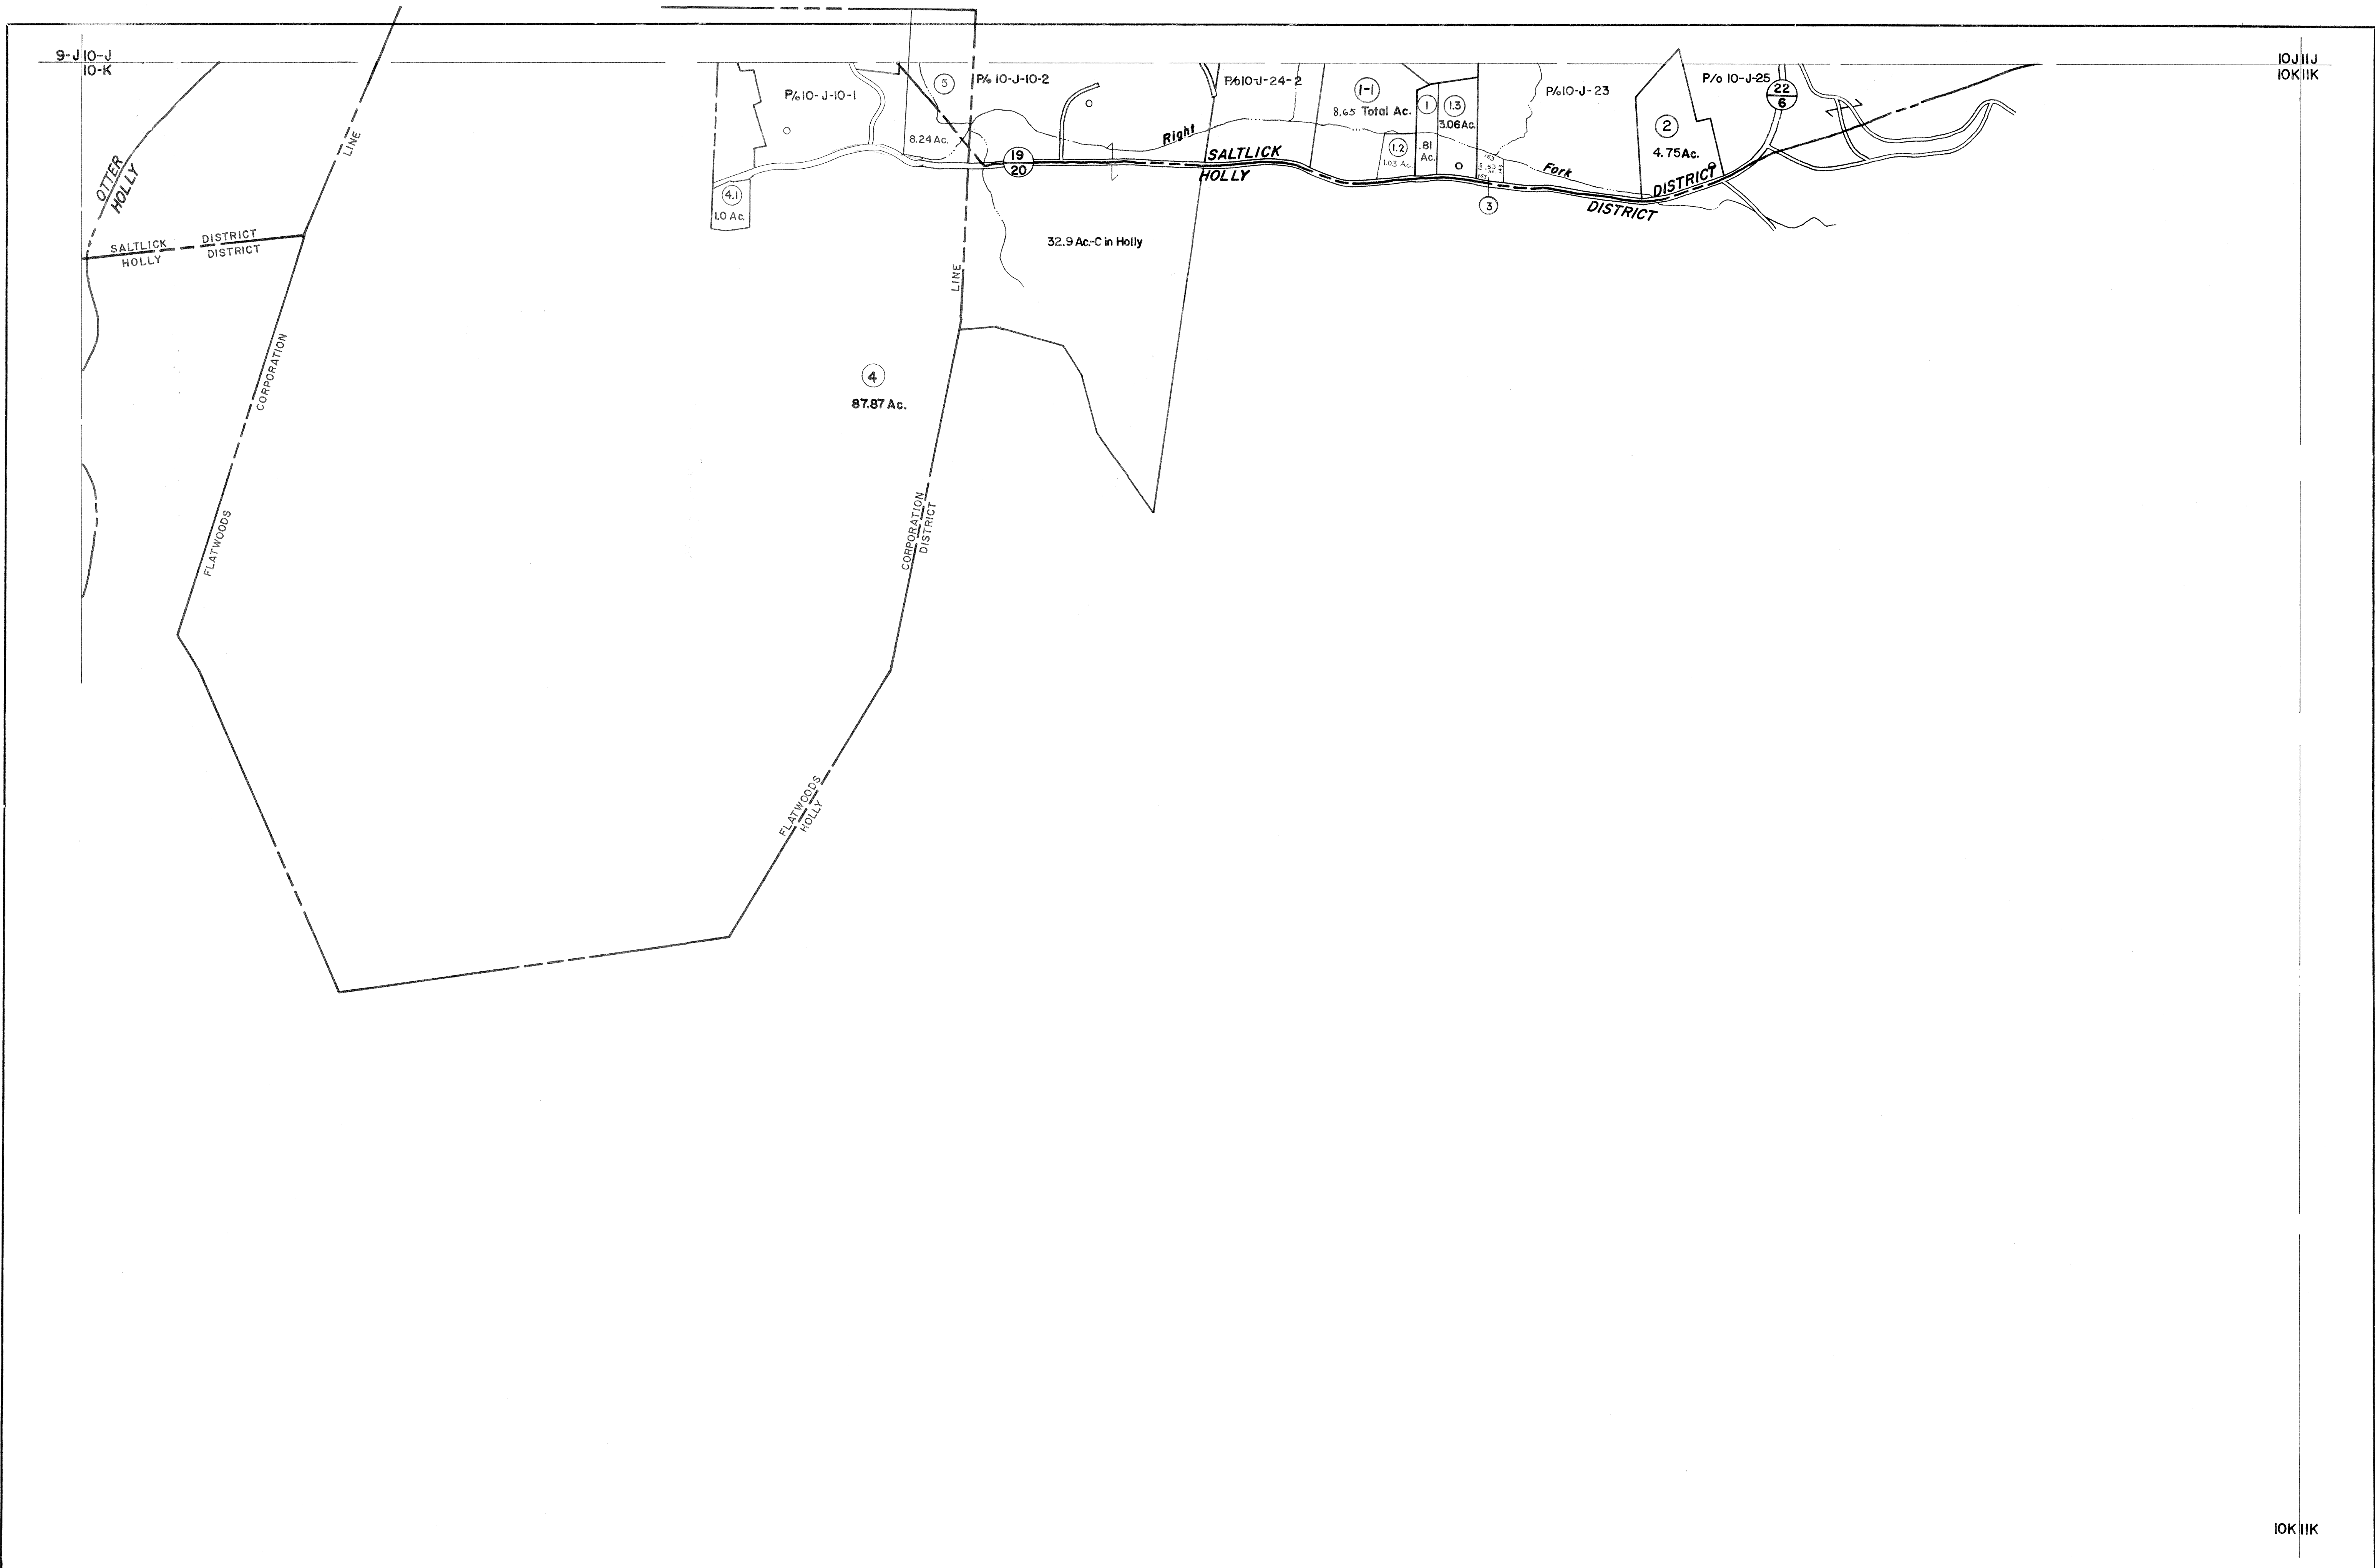 9-J 10-J
10-K
10J 11J
10K 11K
OTTER
HOLLY
LINE
SALTLICK DISTRICT
HOLLY DISTRICT
CORPORATION
FLATWOODS
P/o 10-J-10-1
5
8.24 Ac.
P/o 10-J-10-2
4.1
1.0 Ac.
19
20
Right
SALTLICK
HOLLY
P/o 10-J-24-2
1-1
8.65 Total Ac.
1
.81
Ac.
1.2
1.03 Ac.
1.3
3.06 Ac.
3
P/o 10-J-23
Fork
2
4.75 Ac.
DISTRICT
DISTRICT
P/o 10-J-25
22
6
32.9 Ac.-C in Holly
LINE
4
87.87 Ac.
CORPORATION
DISTRICT
FLATWOODS
HOLLY
10K 11K